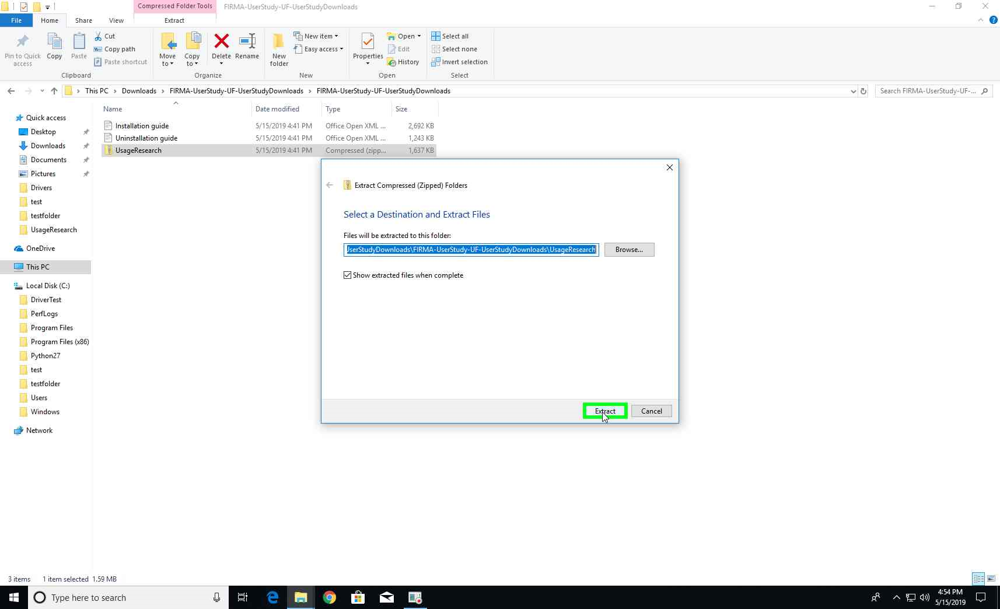 Compressed Folder Tools
FIRMA-UserStudy-UF-UserStudyDownloads
File
Home
Share
View
Extract
Pin to Quick
access
Copy
Paste
Cut
Copy path
Paste shortcut
Clipboard
Move
to
Copy
to
Delete
Rename
Organize
New
folder
New item
Easy access
New
Properties
Open
Edit
History
Open
Select all
Select none
Invert selection
Select
This PC > Downloads > FIRMA-UserStudy-UF-UserStudyDownloads > FIRMA-UserStudy-UF-UserStudyDownloads
Search FIRMA-UserStudy-UF-...
Name
Date modified
Type
Size
Installation guide 5/15/2019 4:41 PM Office Open XML ... 2,692 KB
Uninstallation guide 5/15/2019 4:41 PM Office Open XML ... 1,243 KB
UsageResearch 5/15/2019 4:41 PM Compressed (zipp... 1,637 KB
Quick access
Desktop
Downloads
Documents
Pictures
Drivers
test
testfolder
UsageResearch
OneDrive
This PC
Local Disk (C:)
DriverTest
PerfLogs
Program Files
Program Files (x86)
Python27
test
testfolder
Users
Windows
Network
Extract Compressed (Zipped) Folders
Select a Destination and Extract Files
Files will be extracted to this folder:
UserStudyDownloads\FIRMA-UserStudy-UF-UserStudyDownloads\UsageResearch
Browse...
Show extracted files when complete
Extract
Cancel
3 items 1 item selected 1.59 MB
Type here to search
4:54 PM
5/15/2019